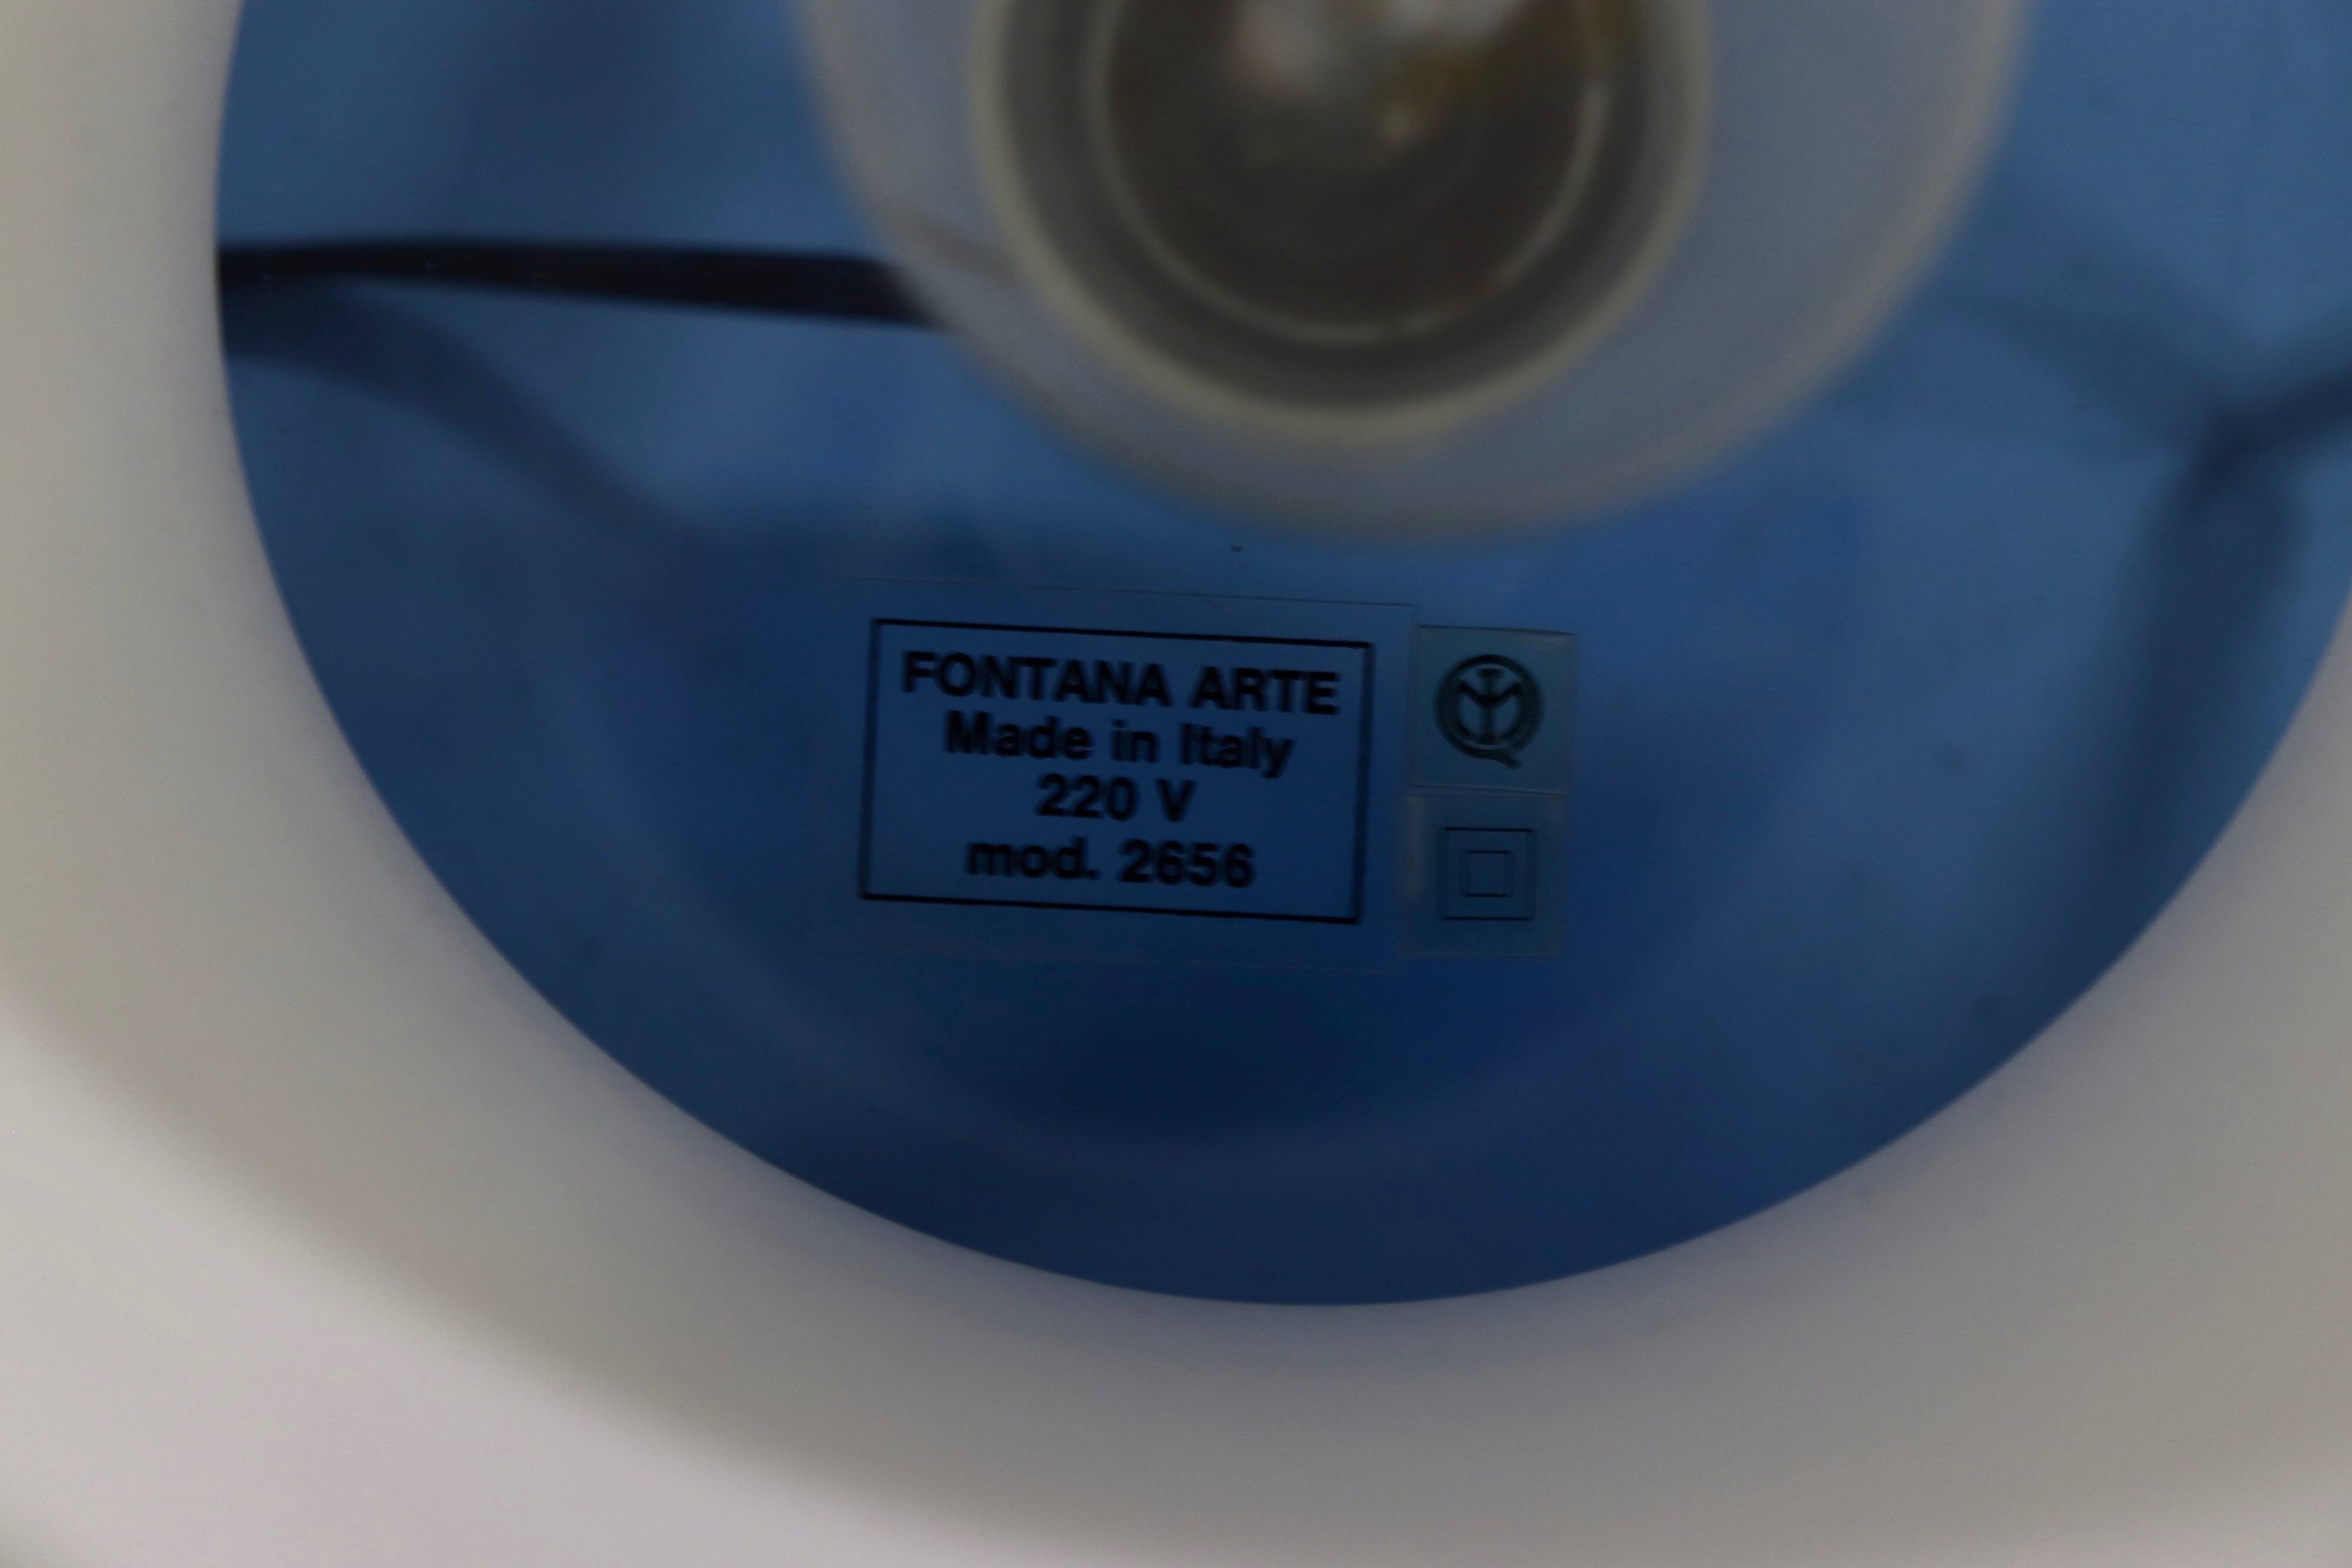 FONTANA ARTE
Made in Italy
220 V
mod. 2656